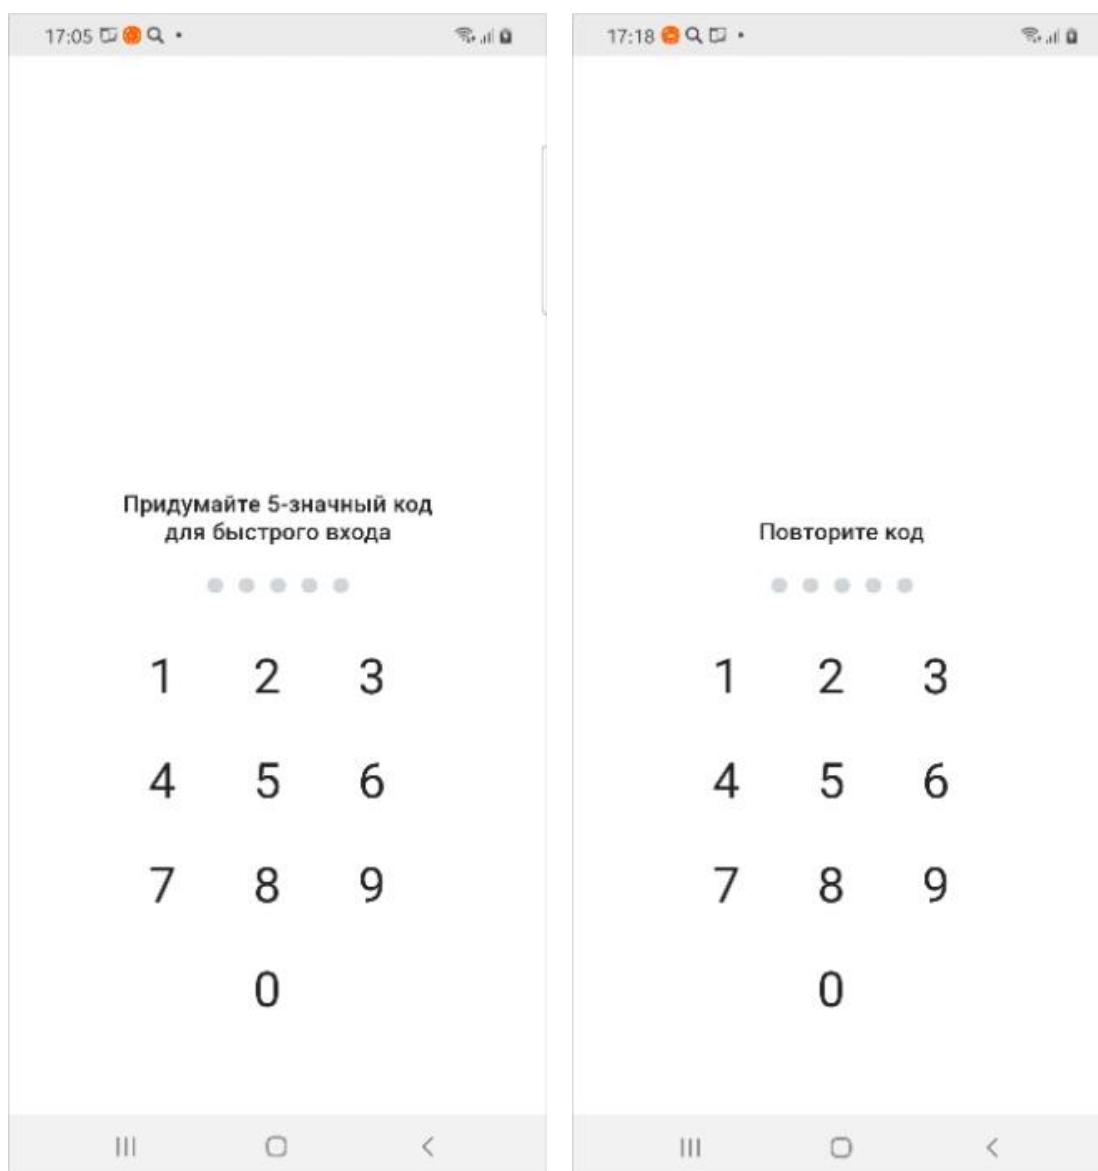 17:05
Придумайте 5-значный код
для быстрого входа
1 2 3
4 5 6
7 8 9
0
17:18
Повторите код
1 2 3
4 5 6
7 8 9
0